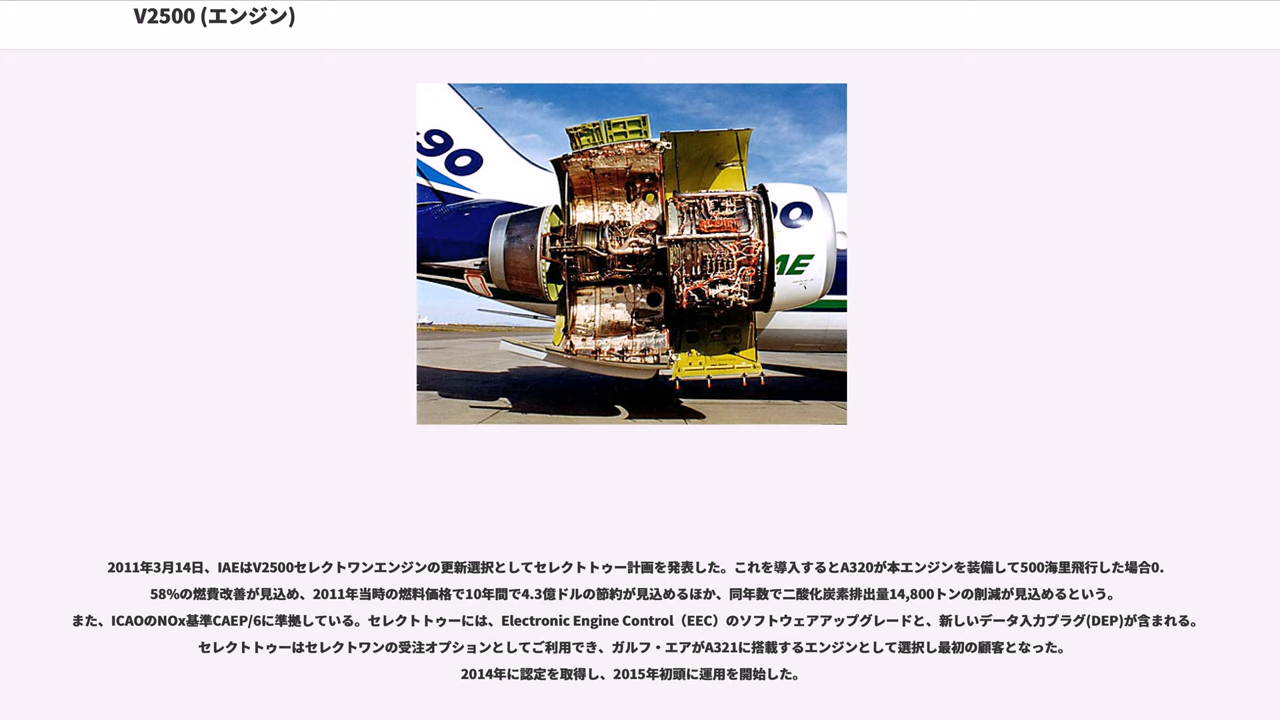 V2500 (エンジン)
90
0
AE
2011年3月14日、IAEはV2500セレクトワンエンジンの更新選択としてセレクトトゥー計画を発表した。これを導入するとA320が本エンジンを装備して500海里飛行した場合0.
58%の燃費改善が見込め、2011年当時の燃料価格で10年間で4.3億ドルの節約が見込めるほか、同年数で二酸化炭素排出量14,800トンの削減が見込めるという。
また、ICAOのNOx基準CAEP/6に準拠している。セレクトトゥーには、Electronic Engine Control（EEC）のソフトウェアアップグレードと、新しいデータ入力プラグ(DEP)が含まれる。
セレクトトゥーはセレクトワンの受注オプションとしてご利用でき、ガルフ・エアがA321に搭載するエンジンとして選択し最初の顧客となった。
2014年に認定を取得し、2015年初頭に運用を開始した。